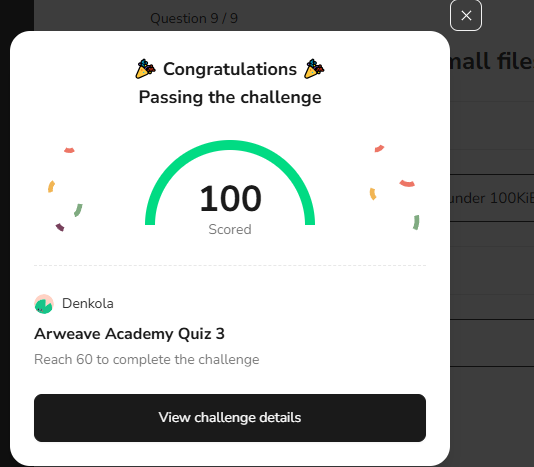 Question 9 / 9
mall file
under 100KiB
Congratulations
Passing the challenge
100
Scored
Denkola
Arweave Academy Quiz 3
Reach 60 to complete the challenge
View challenge details